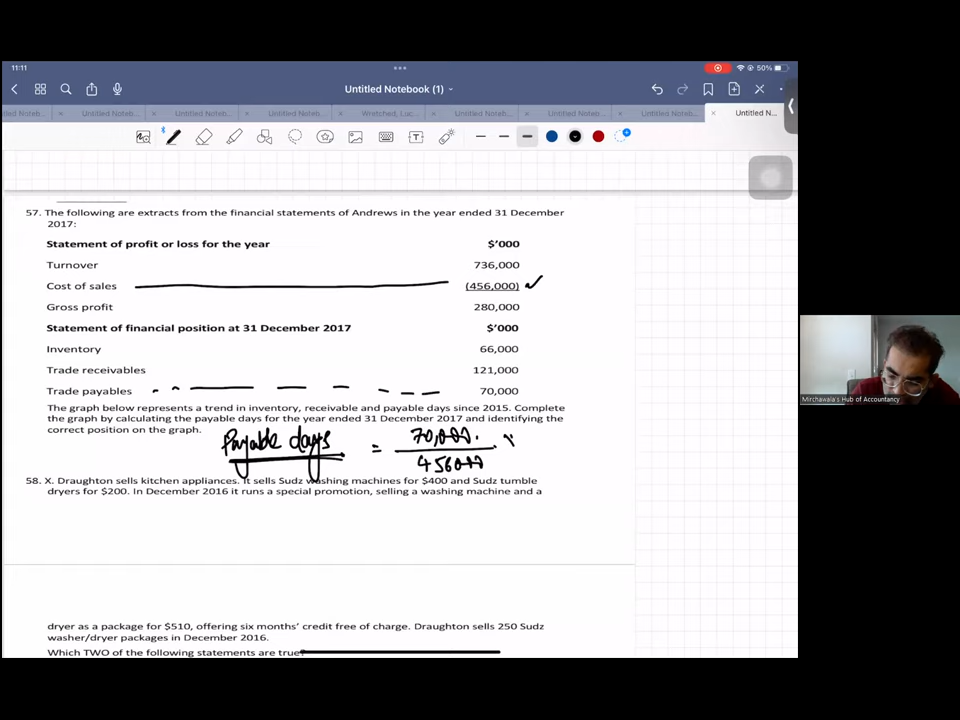 11:11
50%
Untitled Notebook (1)
Untitled Noteb...
Untitled Noteb...
Untitled Noteb...
Wretched, Luc...
Untitled Noteb...
Untitled Noteb...
Untitled N...
57. The following are extracts from the financial statements of Andrews in the year ended 31 December
2017:
Statement of profit or loss for the year $'000
Turnover 736,000
Cost of sales (456,000)
Gross profit 280,000
Statement of financial position at 31 December 2017 $'000
Inventory 66,000
Trade receivables 121,000
Trade payables 70,000
The graph below represents a trend in inventory, receivable and payable days since 2015. Complete
the graph by calculating the payable days for the year ended 31 December 2017 and identifying the
correct position on the graph.
Payable days = 70,000.
456000
58. X. Draughton sells kitchen appliances. It sells Sudz washing machines for $400 and Sudz tumble
dryers for $200. In December 2016 it runs a special promotion, selling a washing machine and a
dryer as a package for $510, offering six months' credit free of charge. Draughton sells 250 Sudz
washer/dryer packages in December 2016.
Which TWO of the following statements are true?
Mirchawala's Hub of Accountancy